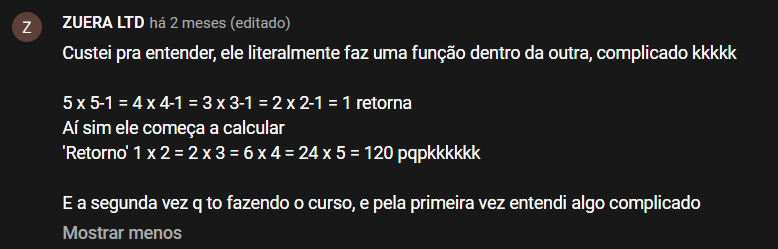 Z
ZUERA LTD há 2 meses (editado)
Custei pra entender, ele literalmente faz uma função dentro da outra, complicado kkkkk
5 x 5-1 = 4 x 4-1 = 3 x 3-1 = 2 x 2-1 = 1 retorna
Aí sim ele começa a calcular
'Retorno' 1 x 2 = 2 x 3 = 6 x 4 = 24 x 5 = 120 pqpkkkkkk
E a segunda vez q to fazendo o curso, e pela primeira vez entendi algo complicado
Mostrar menos